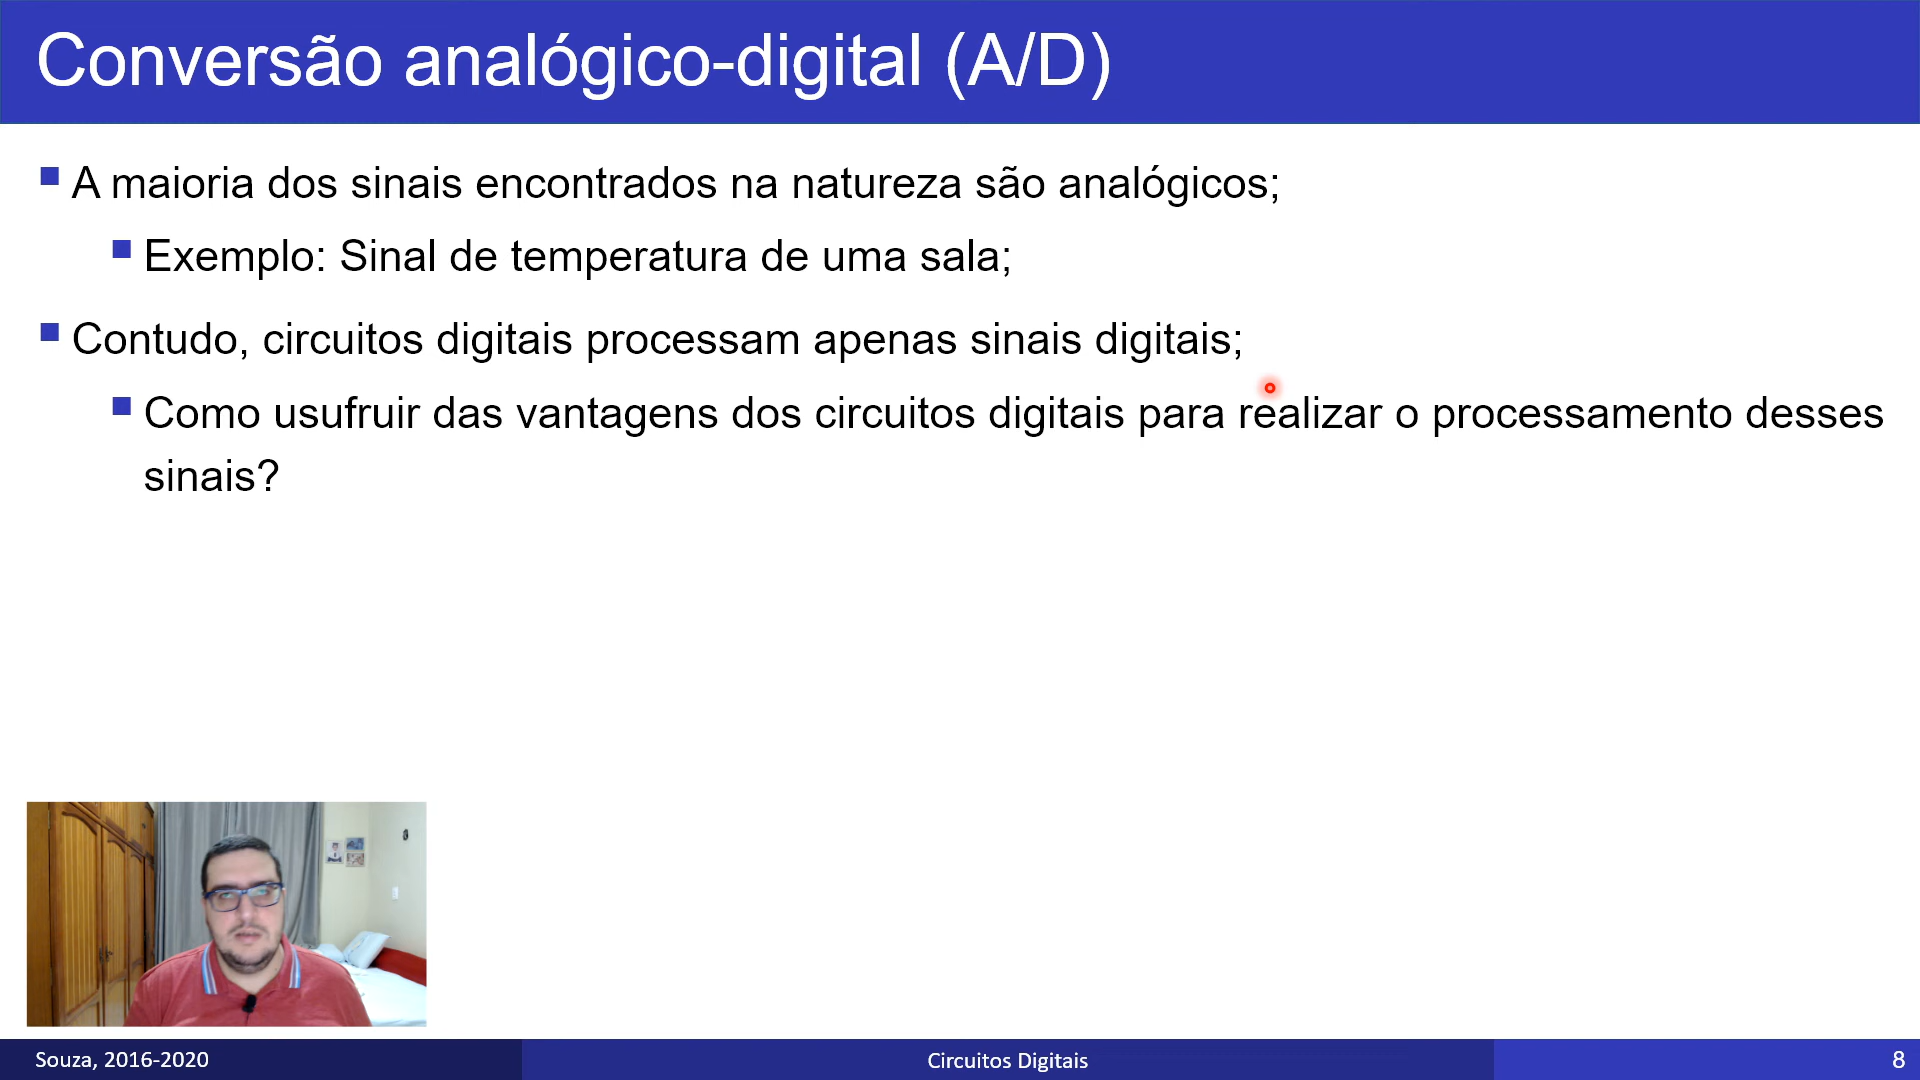 Conversão analógico-digital (A/D)
A maioria dos sinais encontrados na natureza são analógicos;
Exemplo: Sinal de temperatura de uma sala;
Contudo, circuitos digitais processam apenas sinais digitais;
Como usufruir das vantagens dos circuitos digitais para realizar o processamento desses
sinais?
Souza, 2016-2020
Circuitos Digitais
8